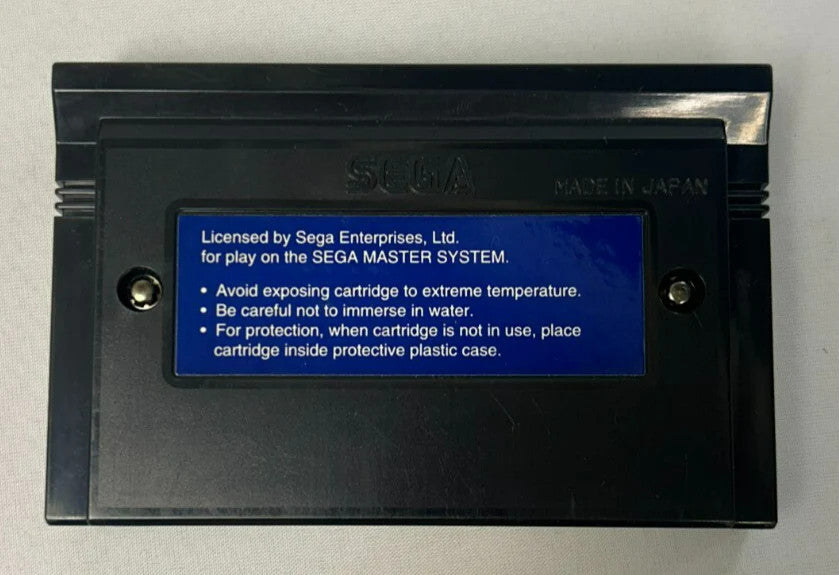 SEGA
MADE IN JAPAN
Licensed by Sega Enterprises, Ltd.
for play on the SEGA MASTER SYSTEM.
• Avoid exposing cartridge to extreme temperature.
• Be careful not to immerse in water.
• For protection, when cartridge is not in use, place
cartridge inside protective plastic case.